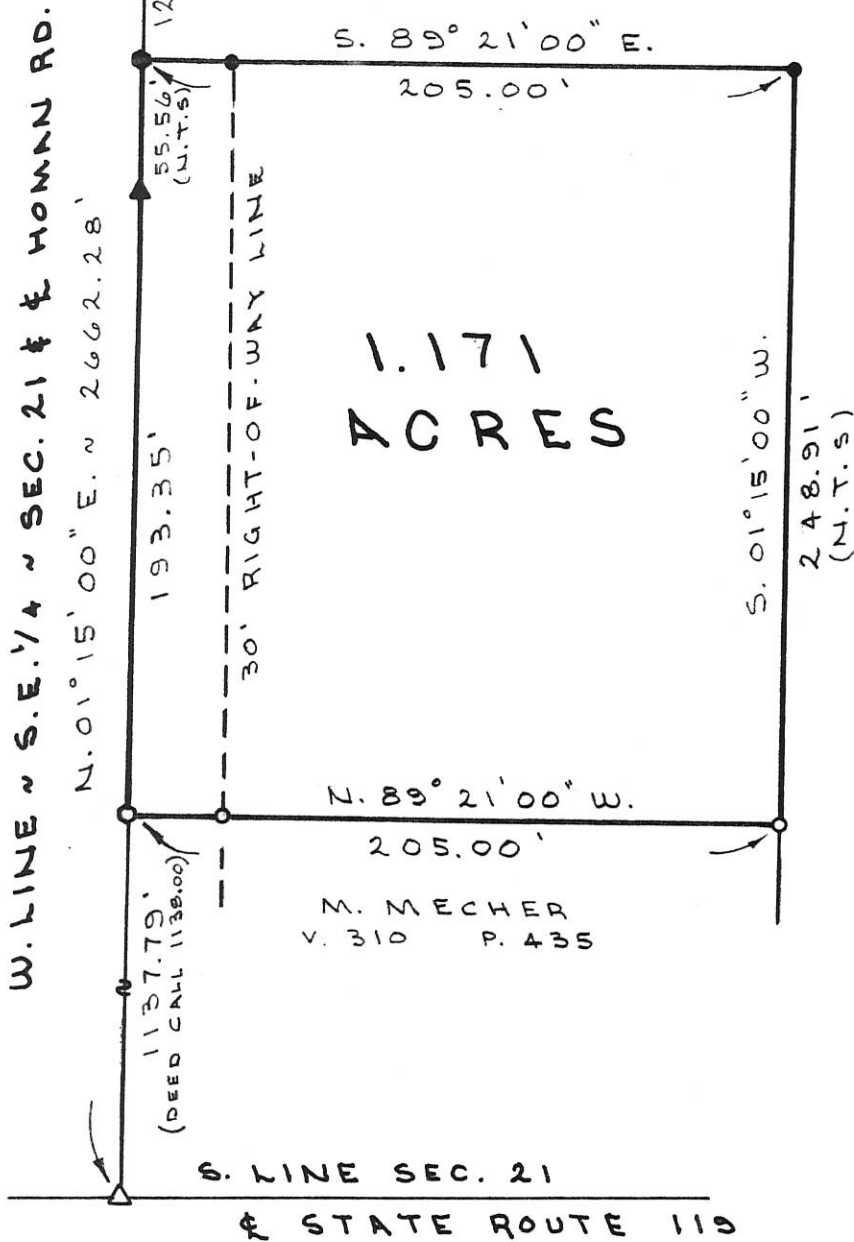 W. LINE ~ S.E. 1/4 ~ SEC. 21 & ℄ HOMAN RD.
N. 01° 15' 00" E. ~ 2662.28'
12
55.56'
(N.T.S)
193.35'
30' RIGHT-OF-WAY LINE
S. 89° 21' 00" E.
205.00'
1.171
ACRES
S. 01° 15' 00" W.
248.91'
(N.T.S)
N. 89° 21' 00" W.
205.00'
M. MECHER
V. 310 P. 435
1137.79'
(DEED CALL 1138.00)
S. LINE SEC. 21
℄ STATE ROUTE 119